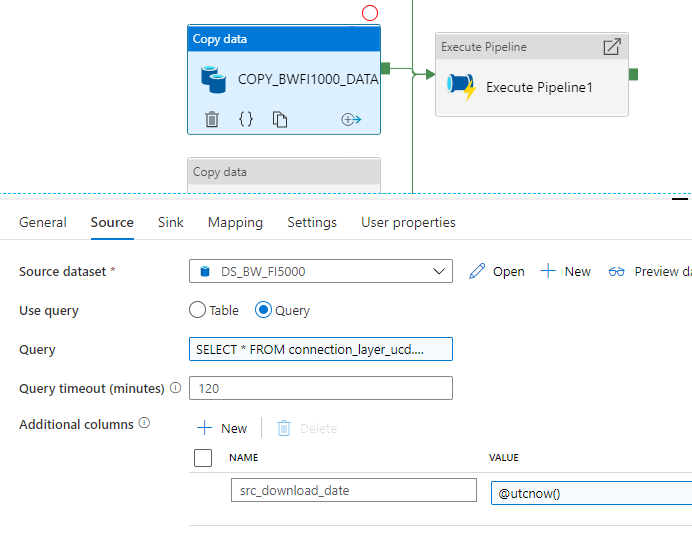 Copy data
COPY_BWFI1000_DATA
Execute Pipeline
Execute Pipeline1
Copy data
General Source Sink Mapping Settings User properties
Source dataset * DS_BW_FI5000 Open New Preview da
Use query Table Query
Query SELECT * FROM connection_layer_ucd....
Query timeout (minutes) 120
Additional columns New Delete
NAME VALUE
src_download_date @utcnow()